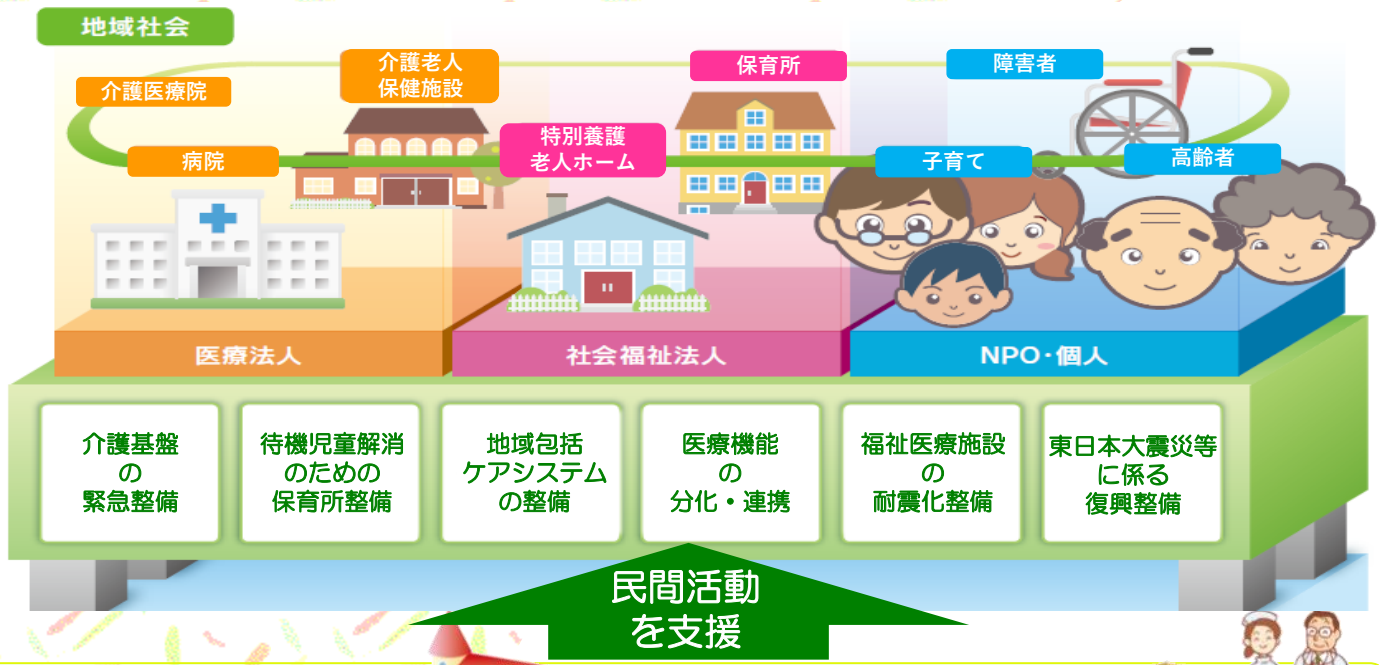 地域社会
介護医療院
介護老人
保健施設
病院
特別養護
老人ホーム
保育所
障害者
子育て
高齢者
医療法人
社会福祉法人
NPO・個人
介護基盤
の
緊急整備
待機児童解消
のための
保育所整備
地域包括
ケアシステム
の整備
医療機能
の
分化・連携
福祉医療施設
の
耐震化整備
東日本大震災等
に係る
復興整備
民間活動
を支援